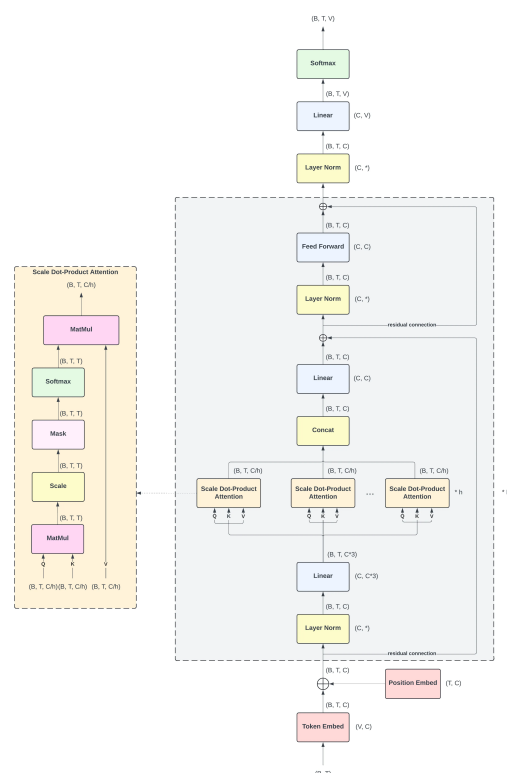 (B, T, V)
Softmax
(B, T, V)
Linear
(C, V)
(B, T, C)
Layer Norm
(C, *)
(B, T, C)
Feed Forward
(C, C)
(B, T, C)
Layer Norm
(C, *)
residual connection
(B, T, C)
Linear
(C, C)
(B, T, C)
Concat
(B, T, C/h)
(B, T, C/h)
(B, T, C/h)
Scale Dot-Product
Attention
Scale Dot-Product
Attention
...
Scale Dot-Product
Attention
* h
Q K V
Q K V
Q K V
(B, T, C*3)
Linear
(C, C*3)
(B, T, C)
Layer Norm
(C, *)
residual connection
(B, T, C)
Position Embed
(T, C)
(B, T, C)
Token Embed
(V, C)
Scale Dot-Product Attention
(B, T, C/h)
MatMul
(B, T, T)
Softmax
(B, T, T)
Mask
(B, T, T)
Scale
(B, T, T)
MatMul
Q K V
(B, T, C/h) (B, T, C/h) (B, T, C/h)